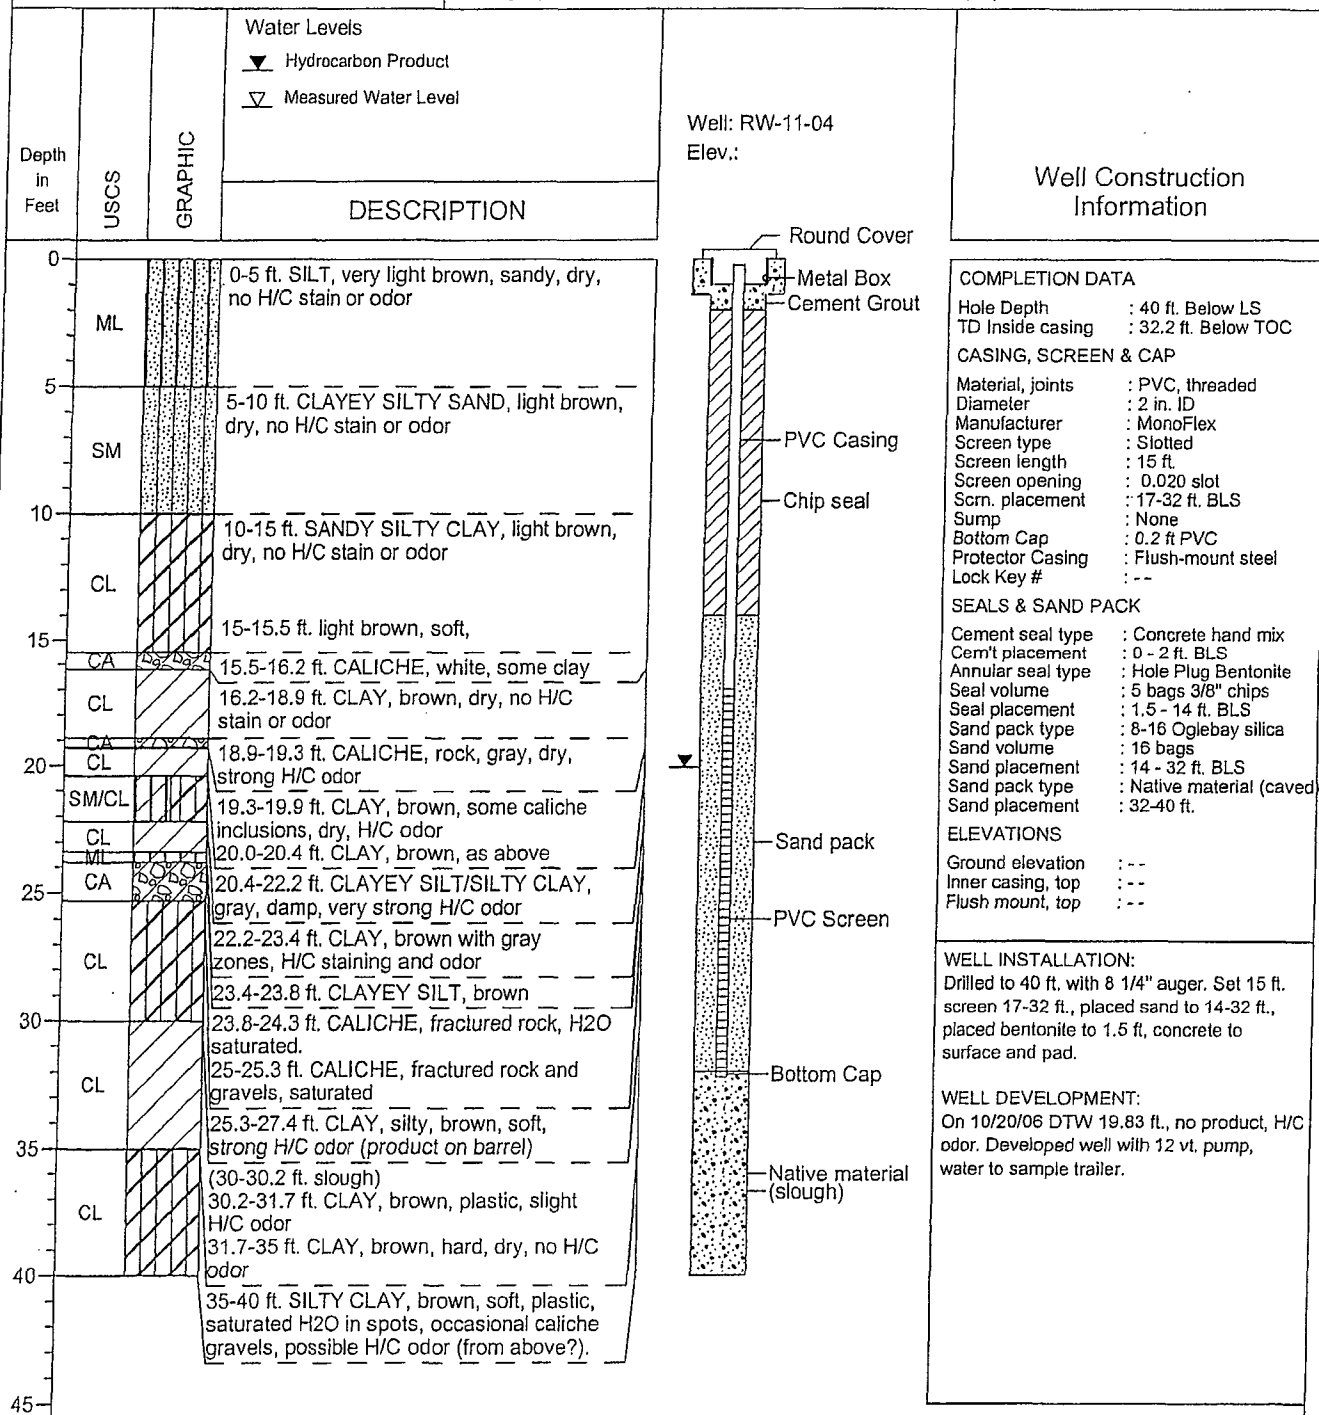 Water Levels
Hydrocarbon Product
Measured Water Level
Depth
in
Feet
USCS
GRAPHIC
DESCRIPTION
Well: RW-11-04
Elev.:
Well Construction
Information
0
5
10
15
20
25
30
35
40
45
ML
SM
CL
CA
CL
CA
CL
SM/CL
CL
ML
CA
CL
CL
CL
0-5 ft. SILT, very light brown, sandy, dry,
no H/C stain or odor
5-10 ft. CLAYEY SILTY SAND, light brown,
dry, no H/C stain or odor
10-15 ft. SANDY SILTY CLAY, light brown,
dry, no H/C stain or odor
15-15.5 ft. light brown, soft,
15.5-16.2 ft. CALICHE, white, some clay
16.2-18.9 ft. CLAY, brown, dry, no H/C
stain or odor
18.9-19.3 ft. CALICHE, rock, gray, dry,
strong H/C odor
19.3-19.9 ft. CLAY, brown, some caliche
inclusions, dry, H/C odor
20.0-20.4 ft. CLAY, brown, as above
20.4-22.2 ft. CLAYEY SILT/SILTY CLAY,
gray, damp, very strong H/C odor
22.2-23.4 ft. CLAY, brown with gray
zones, H/C staining and odor
23.4-23.8 ft. CLAYEY SILT, brown
23.8-24.3 ft. CALICHE, fractured rock, H2O
saturated.
25-25.3 ft. CALICHE, fractured rock and
gravels, saturated
25.3-27.4 ft. CLAY, silty, brown, soft,
strong H/C odor (product on barrel)
(30-30.2 ft. slough)
30.2-31.7 ft. CLAY, brown, plastic, slight
H/C odor
31.7-35 ft. CLAY, brown, hard, dry, no H/C
odor
35-40 ft. SILTY CLAY, brown, soft, plastic,
saturated H2O in spots, occasional caliche
gravels, possible H/C odor (from above?).
Round Cover
Metal Box
Cement Grout
PVC Casing
Chip seal
Sand pack
PVC Screen
Bottom Cap
Native material
(slough)
COMPLETION DATA
Hole Depth : 40 ft. Below LS
TD Inside casing : 32.2 ft. Below TOC
CASING, SCREEN & CAP
Material, joints : PVC, threaded
Diameter : 2 in. ID
Manufacturer : MonoFlex
Screen type : Slotted
Screen length : 15 ft.
Screen opening : 0.020 slot
Scrn. placement : 17-32 ft. BLS
Sump : None
Bottom Cap : 0.2 ft PVC
Protector Casing : Flush-mount steel
Lock Key # : --
SEALS & SAND PACK
Cement seal type : Concrete hand mix
Cem't placement : 0 - 2 ft. BLS
Annular seal type : Hole Plug Bentonite
Seal volume : 5 bags 3/8" chips
Seal placement : 1.5 - 14 ft. BLS
Sand pack type : 8-16 Oglebay silica
Sand volume : 16 bags
Sand placement : 14 - 32 ft. BLS
Sand pack type : Native material (caved
Sand placement : 32-40 ft.
ELEVATIONS
Ground elevation : --
Inner casing, top : --
Flush mount, top : --
WELL INSTALLATION:
Drilled to 40 ft, with 8 1/4" auger. Set 15 ft.
screen 17-32 ft., placed sand to 14-32 ft.,
placed bentonite to 1.5 ft, concrete to
surface and pad.
WELL DEVELOPMENT:
On 10/20/06 DTW 19.83 ft., no product, H/C
odor. Developed well with 12 vt. pump,
water to sample trailer.